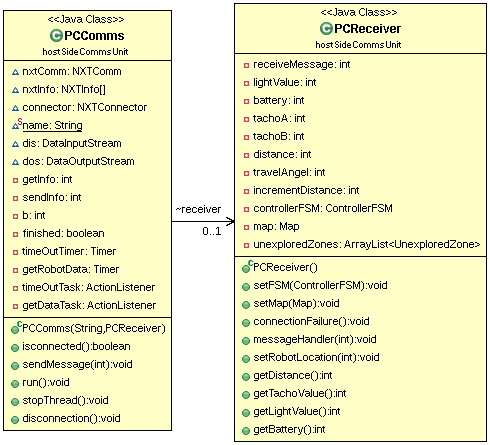 <<Java Class>>
PCComms
hostSideCommsUnit
nxtComm: NXTComm
nxtInfo: NXTInfo[]
connector: NXTConnector
S name: String
dis: DataInputStream
dos: DataOutputStream
getInfo: int
sendInfo: int
b: int
finished: boolean
timeOutTimer: Timer
getRobotData: Timer
timeOutTask: ActionListener
getDataTask: ActionListener
C PCComms(String,PCReceiver)
isconnected():boolean
sendMessage(int):void
run():void
stopThread():void
disconnection():void
~receiver
0..1
<<Java Class>>
PCReceiver
hostSideCommsUnit
receiveMessage: int
lightValue: int
battery: int
tachoA: int
tachoB: int
distance: int
travelAngel: int
incrementDistance: int
controllerFSM: ControllerFSM
map: Map
unexploredZones: ArrayList<UnexploredZone>
C PCReceiver()
setFSM(ControllerFSM):void
setMap(Map):void
connectionFailure():void
messageHandler(int):void
setRobotLocation(int):void
getDistance():int
getTachoValue():int
getLightValue():int
getBattery():int